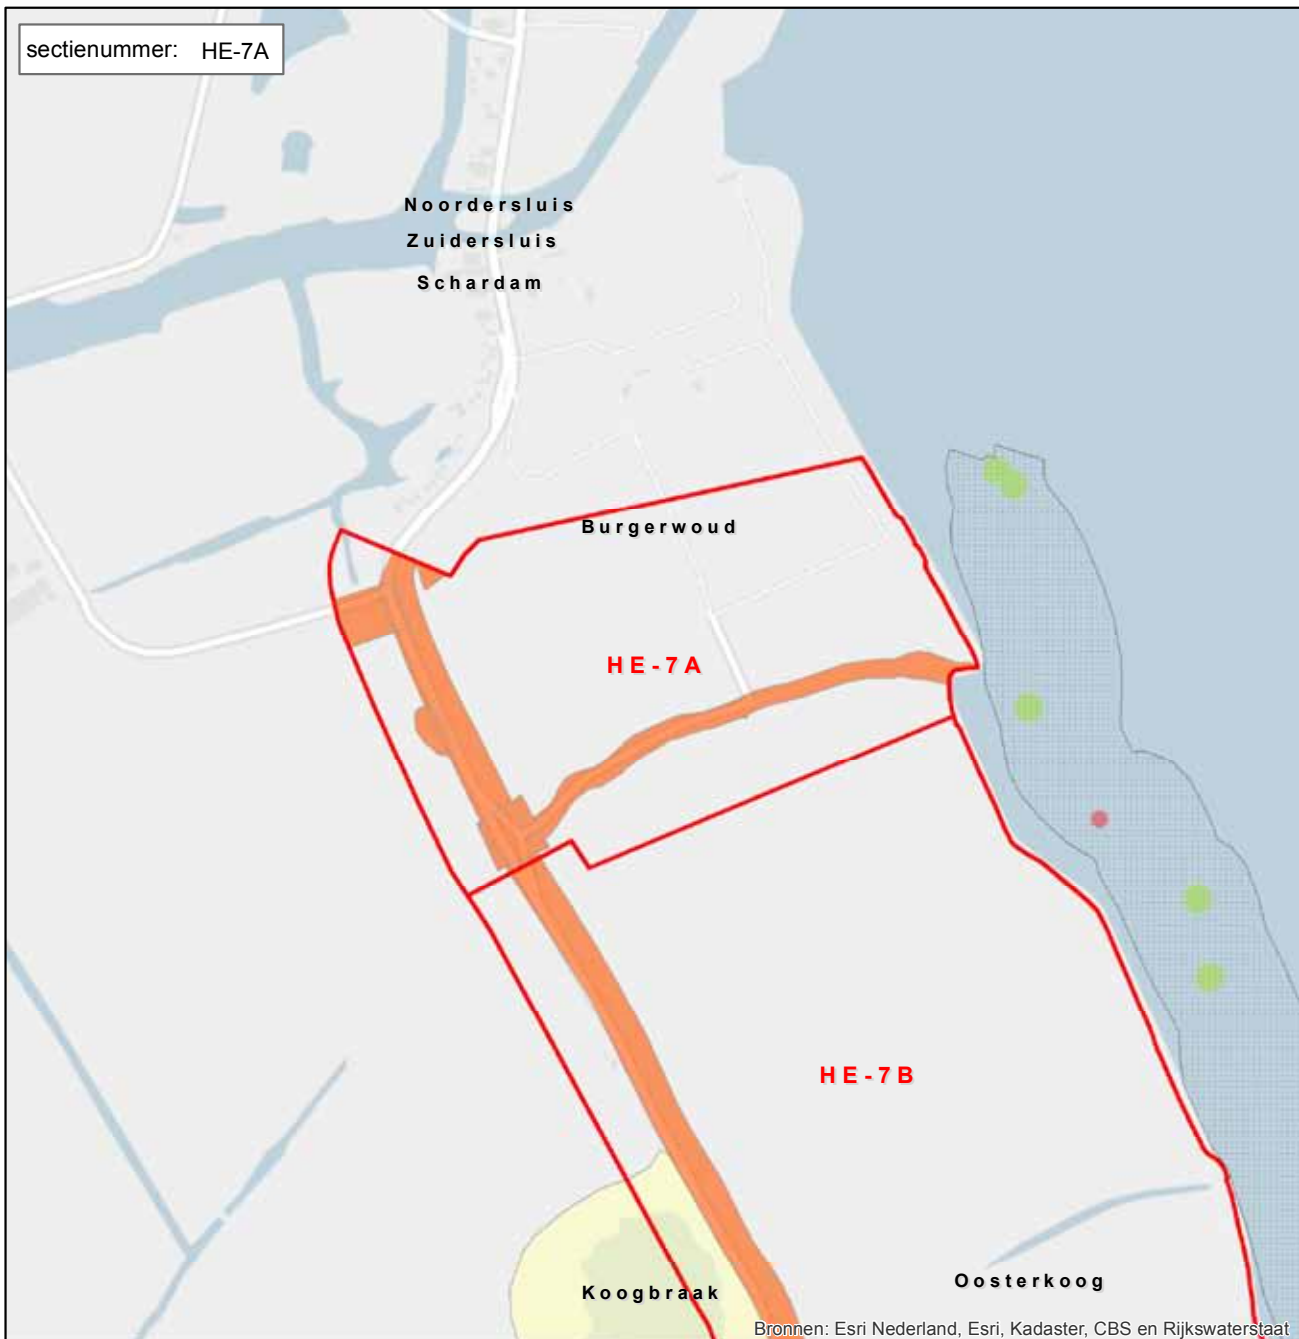 sectienummer: HE-7A
Noordersluis
Zuidersluis
Schardam
Burgerwoud
HE-7A
HE-7B
Oosterkoog
Koogbraak
Bronnen: Esri Nederland, Esri, Kadaster, CBS en Rijkswaterstaat